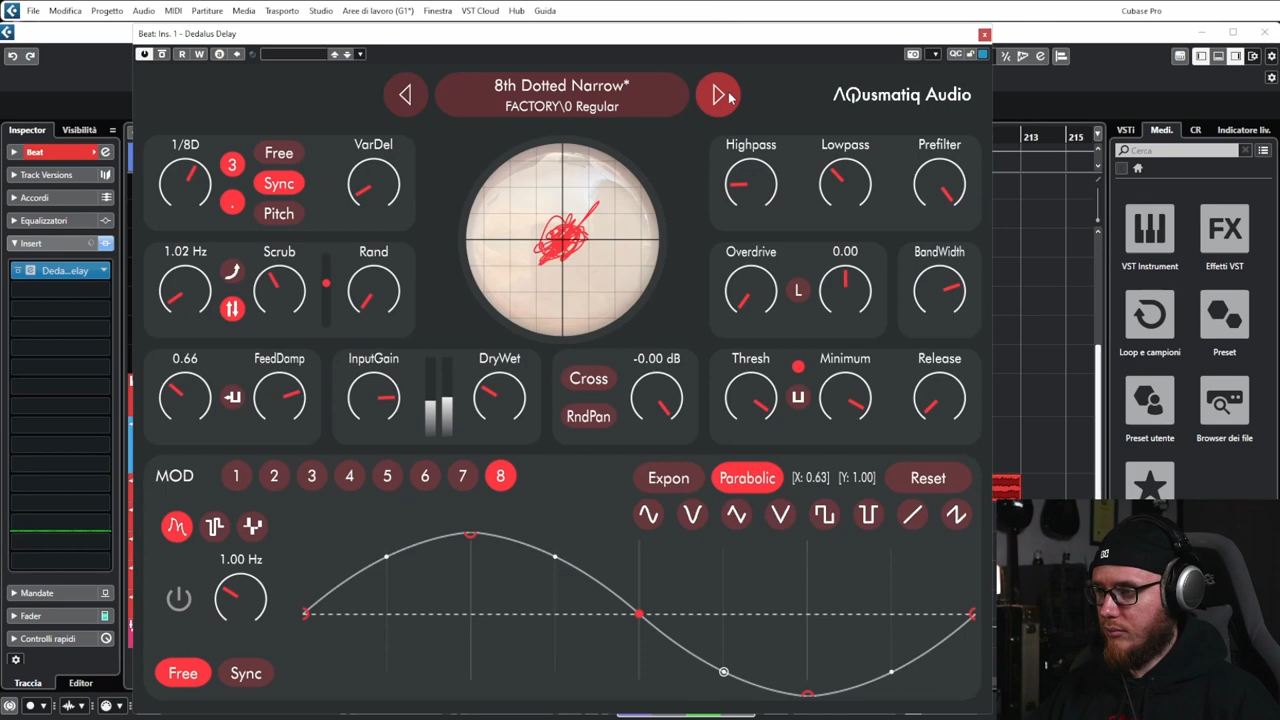 File Modifica Progetto Audio MIDI Partiture Media Trasporto Studio Aree di lavoro (G1*) Finestra VST Cloud Hub Guida Cubase Pro
Beat: Ins. 1 - Dedalus Delay
R W QC
8th Dotted Narrow*
FACTORY\0 Regular
AQusmatiq Audio
Inspector Visibilità
Beat
Track Versions
Accordi
Equalizzatori
Insert
Deda...elay
Mandate
Fader
Controlli rapidi
Traccia Editor
1/8D 3 . Free Sync Pitch VarDel
Highpass Lowpass Prefilter
1.02 Hz Scrub Rand
Overdrive L 0.00 BandWidth
0.66 FeedDamp InputGain DryWet
Cross RndPan -0.00 dB
Thresh Minimum Release
MOD 1 2 3 4 5 6 7 8
Expon Parabolic [X: 0.63] [Y: 1.00] Reset
1.00 Hz
Free Sync
213 215
VSTi Medi. CR Indicatore liv.
Cerca
VST Instrument Effetti VST
FX
Loop e campioni Preset
Preset utente Browser dei file